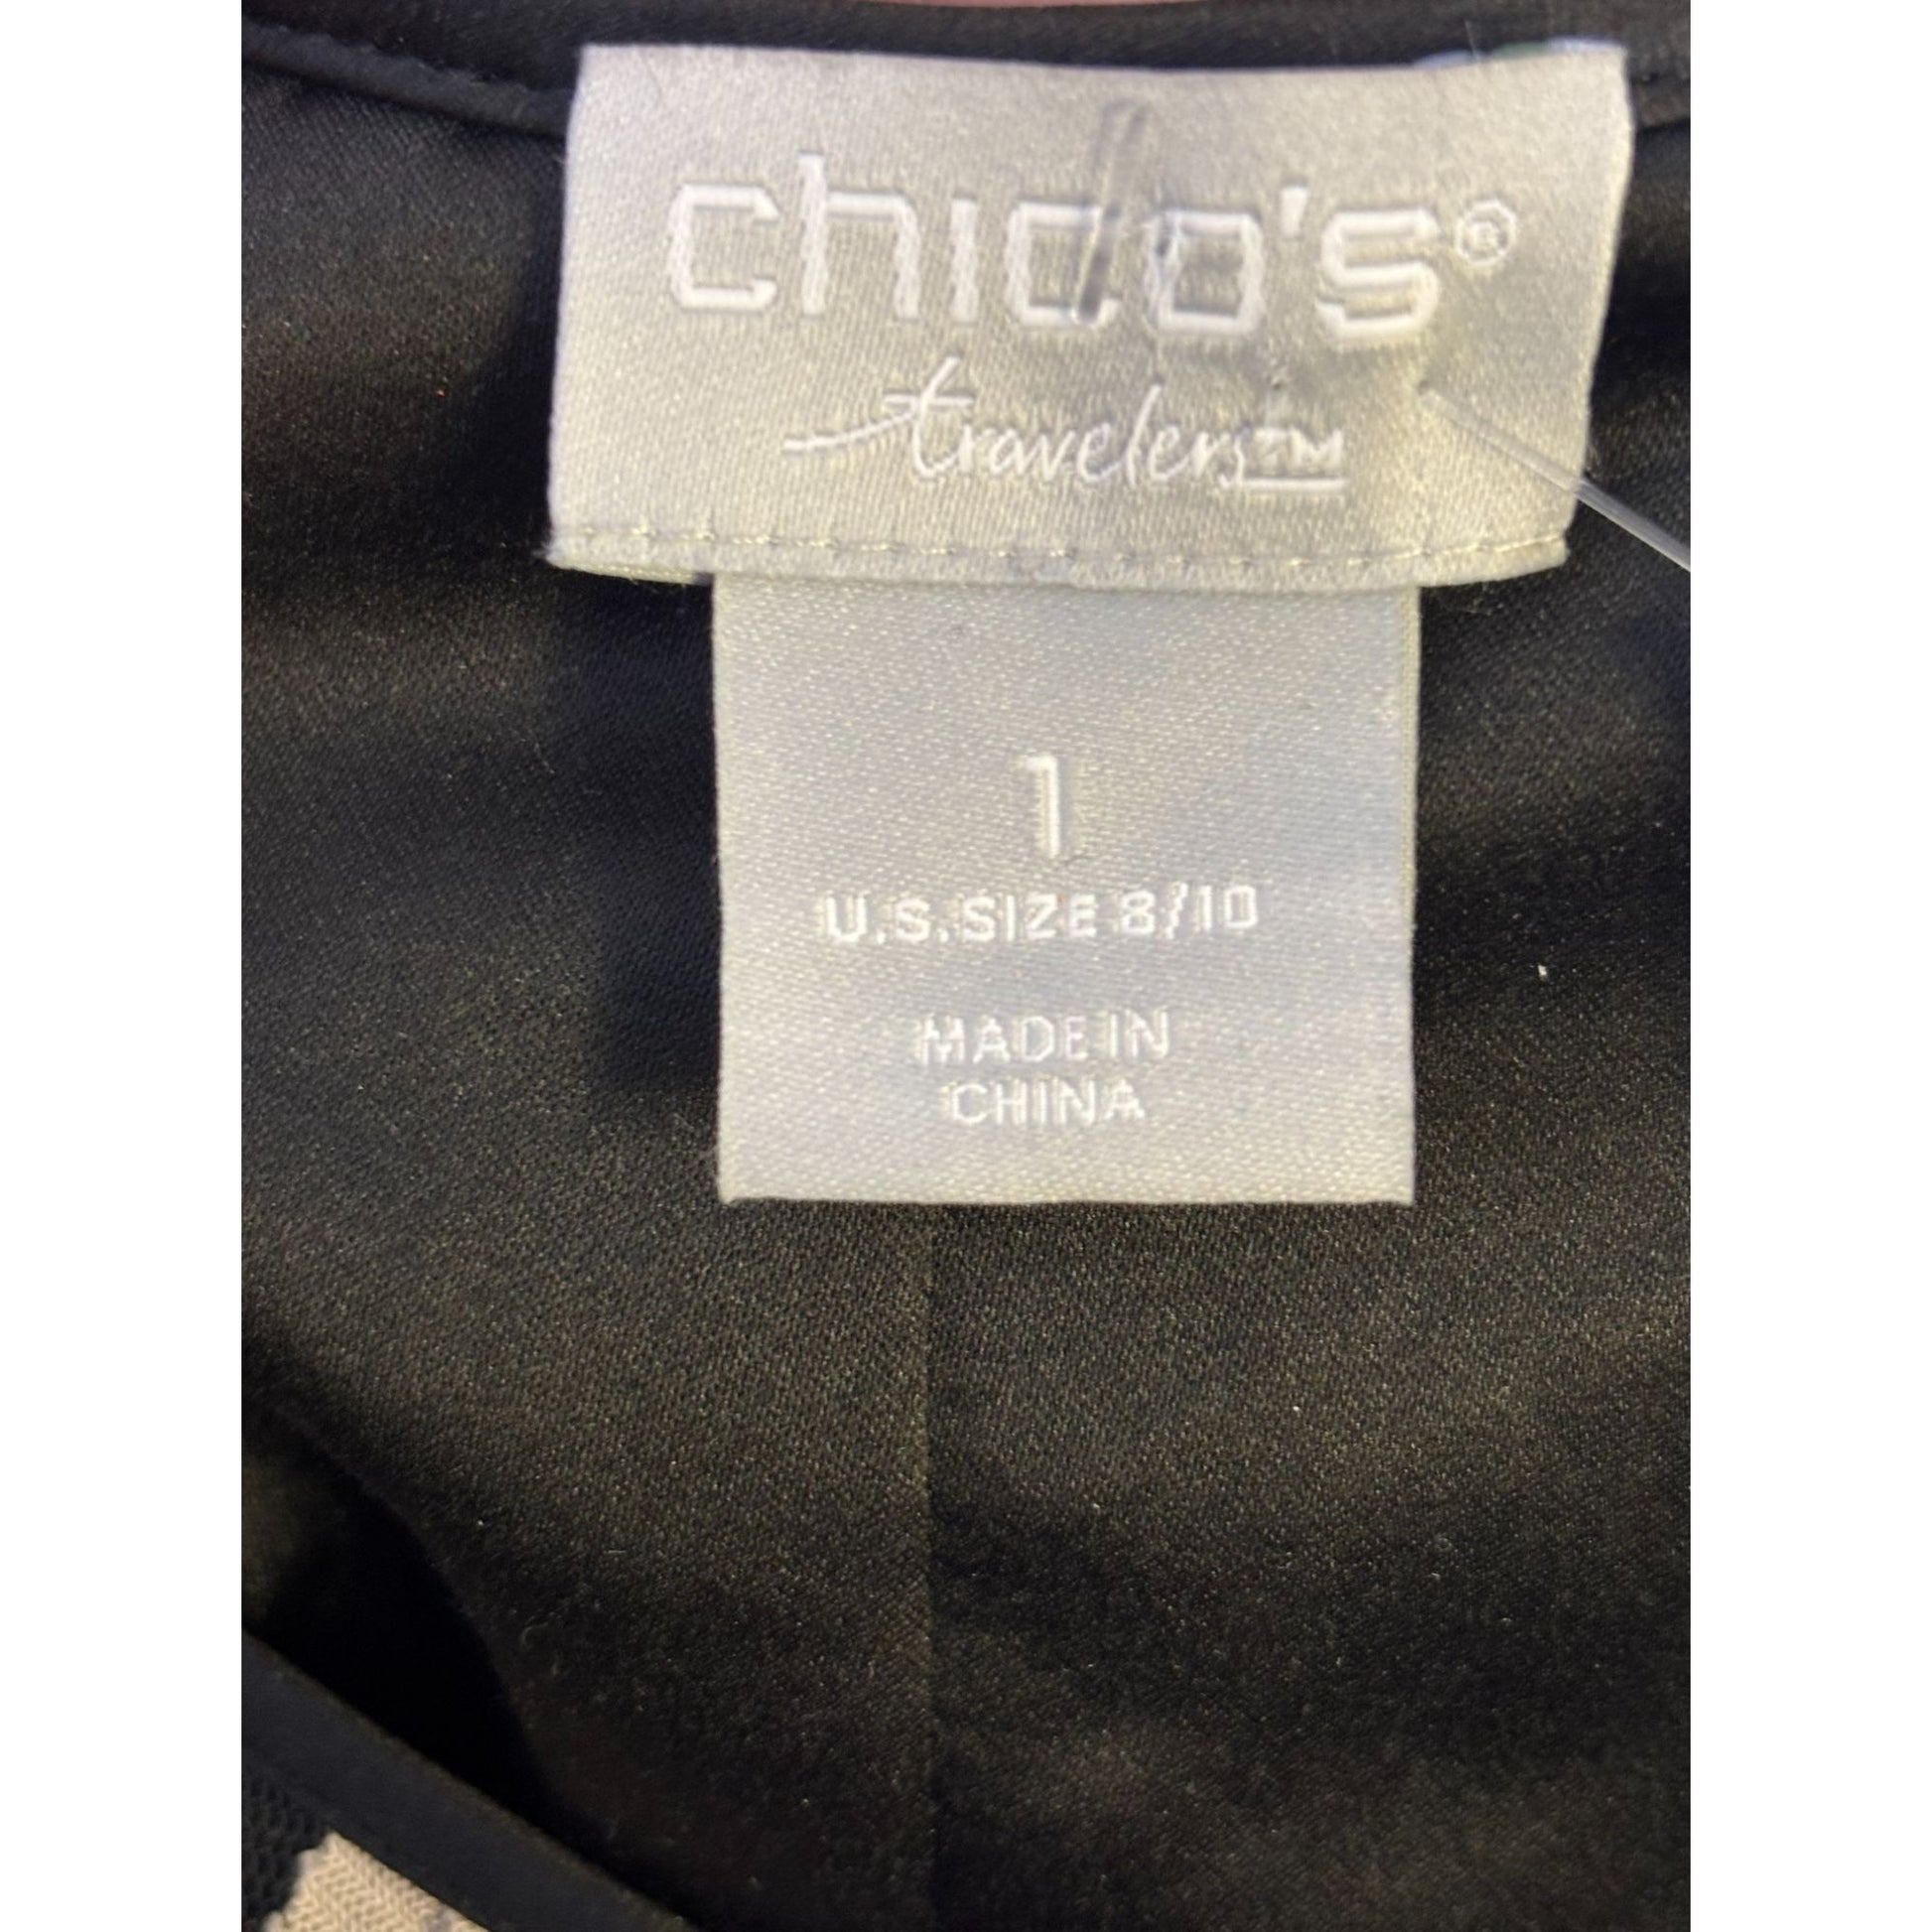 chico's®
travelers™
1
U.S. SIZE 8/10
MADE IN
CHINA